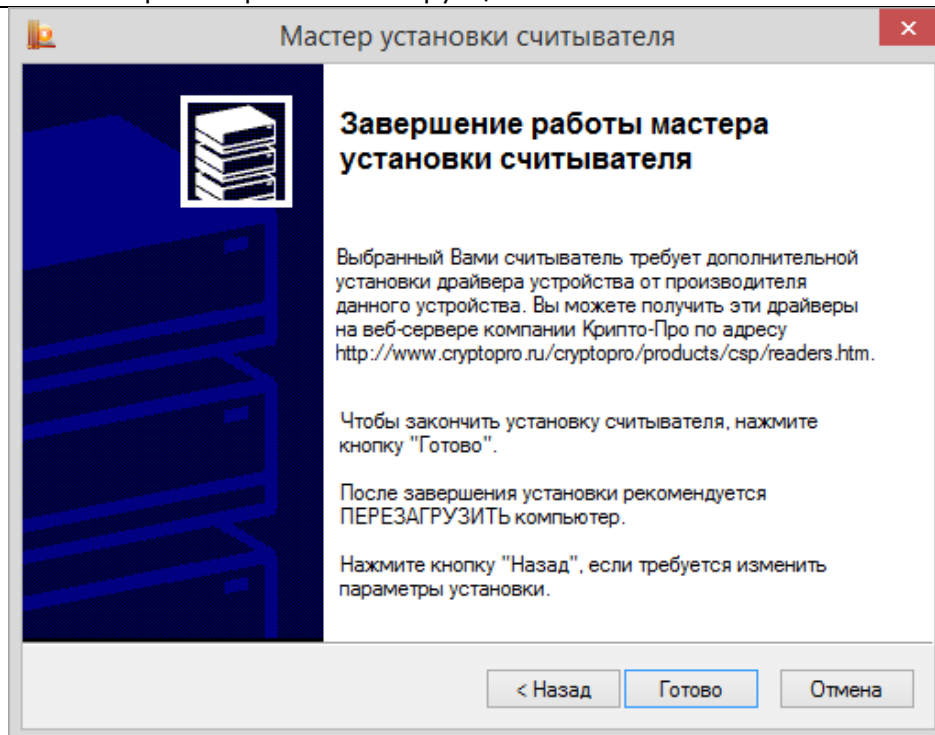 Мастер установки считывателя
Завершение работы мастера
установки считывателя
Выбранный Вами считыватель требует дополнительной
установки драйвера устройства от производителя
данного устройства. Вы можете получить эти драйверы
на веб-сервере компании Крипто-Про по адресу
http://www.cryptopro.ru/cryptopro/products/csp/readers.htm.
Чтобы закончить установку считывателя, нажмите
кнопку "Готово".
После завершения установки рекомендуется
ПЕРЕЗАГРУЗИТЬ компьютер.
Нажмите кнопку "Назад", если требуется изменить
параметры установки.
< Назад
Готово
Отмена